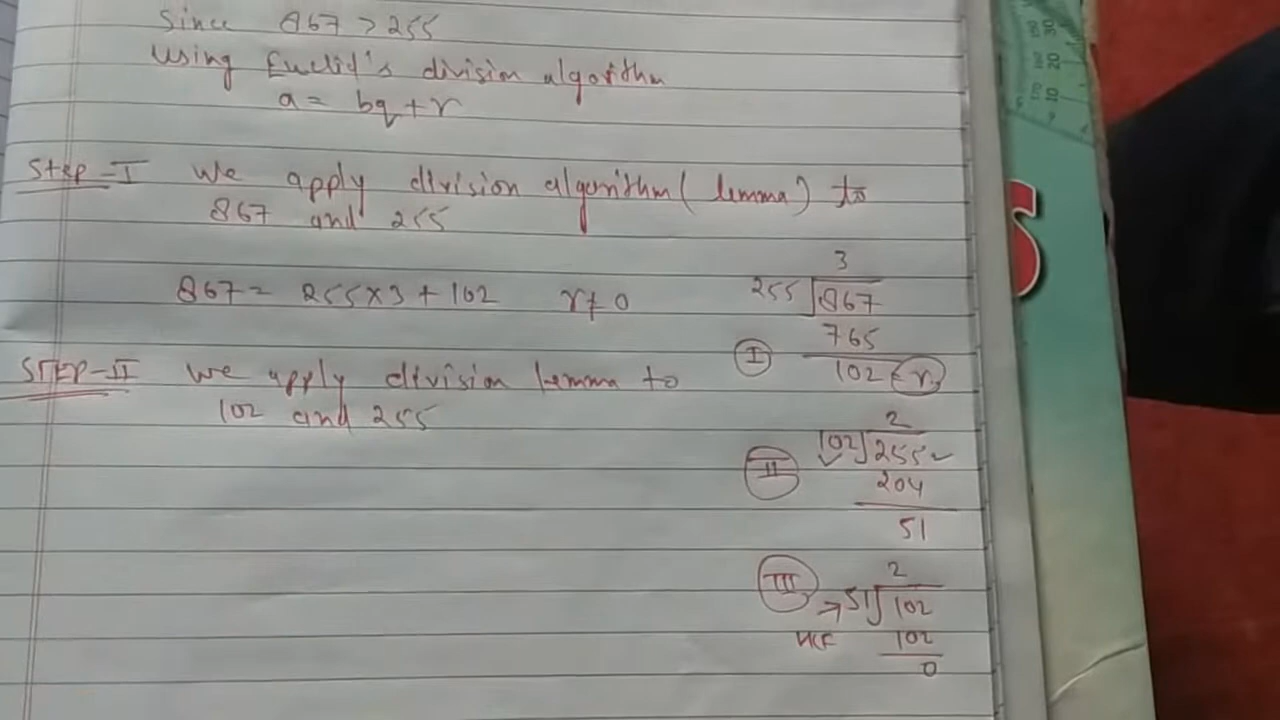 Since 867 > 255
Using Euclid's division algorithm
a = bq + r
Step-I We apply division algorithm (lemma) to
867 and 255
867 = 255 × 3 + 102 r ≠ 0
3
255 867
765
I
102 ← r
STEP-II We apply division lemma to
102 and 255
2
102 255
II
204
51
III
2
→ 51 102
HCF
102
0
S